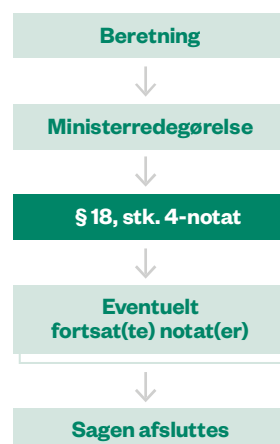 Beretning
Ministerredegørelse
§ 18, stk. 4-notat
Eventuelt
fortsat(te) notat(er)
Sagen afsluttes